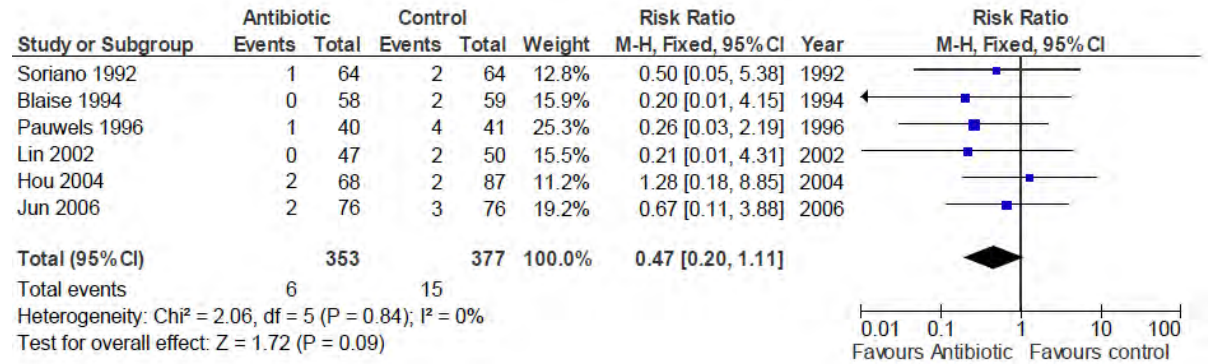 Antibiotic Control Risk Ratio Risk Ratio
Study or Subgroup Events Total Events Total Weight M-H, Fixed, 95% CI Year M-H, Fixed, 95% CI
Soriano 1992 1 64 2 64 12.8% 0.50 [0.05, 5.38] 1992
Blaise 1994 0 58 2 59 15.9% 0.20 [0.01, 4.15] 1994
Pauwels 1996 1 40 4 41 25.3% 0.26 [0.03, 2.19] 1996
Lin 2002 0 47 2 50 15.5% 0.21 [0.01, 4.31] 2002
Hou 2004 2 68 2 87 11.2% 1.28 [0.18, 8.85] 2004
Jun 2006 2 76 3 76 19.2% 0.67 [0.11, 3.88] 2006
Total (95% CI) 353 377 100.0% 0.47 [0.20, 1.11]
Total events 6 15
Heterogeneity: Chi² = 2.06, df = 5 (P = 0.84); I² = 0%
Test for overall effect: Z = 1.72 (P = 0.09)
0.01 0.1 1 10 100
Favours Antibiotic Favours control